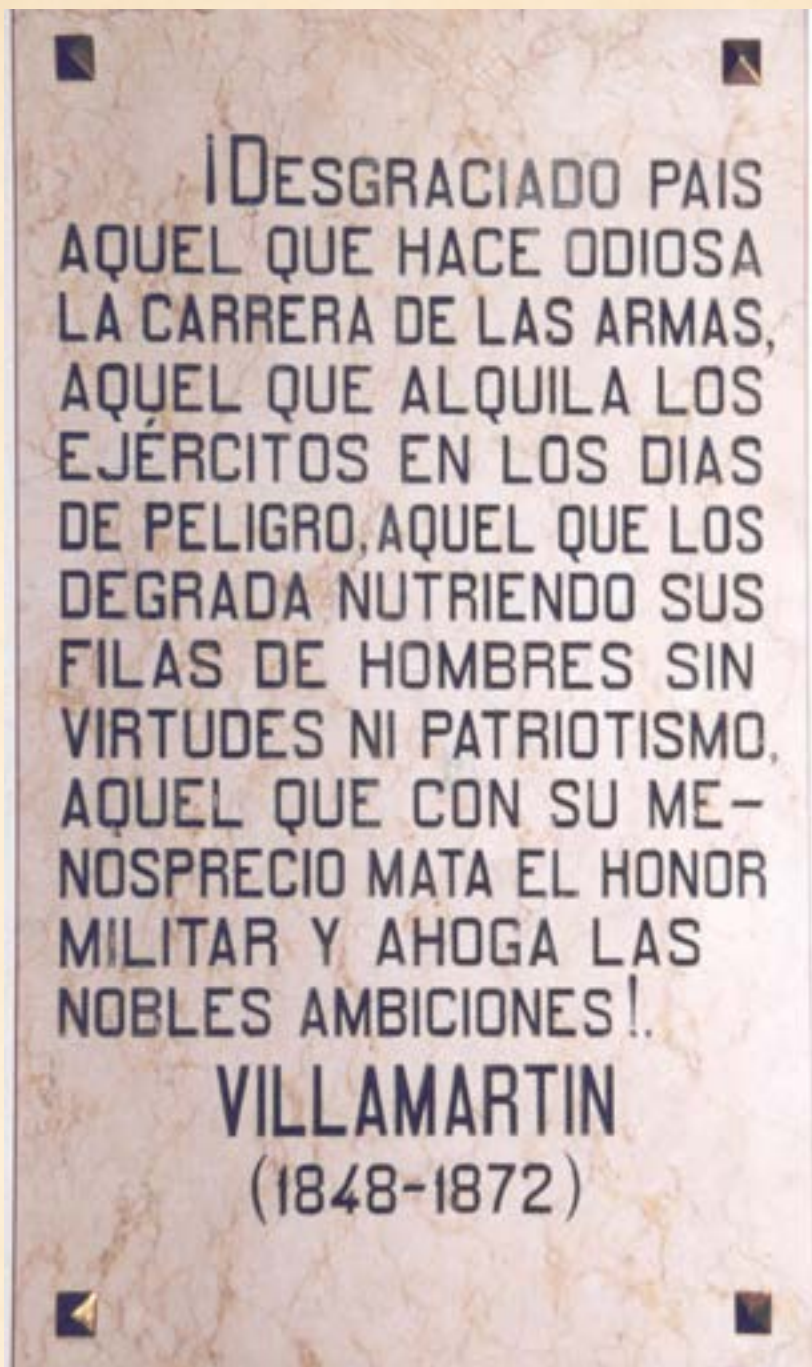 ¡DESGRACIADO PAIS
AQUEL QUE HACE ODIOSA
LA CARRERA DE LAS ARMAS,
AQUEL QUE ALQUILA LOS
EJÉRCITOS EN LOS DIAS
DE PELIGRO, AQUEL QUE LOS
DEGRADA NUTRIENDO SUS
FILAS DE HOMBRES SIN
VIRTUDES NI PATRIOTISMO,
AQUEL QUE CON SU ME-
NOSPRECIO MATA EL HONOR
MILITAR Y AHOGA LAS
NOBLES AMBICIONES!.
VILLAMARTIN
(1848-1872)